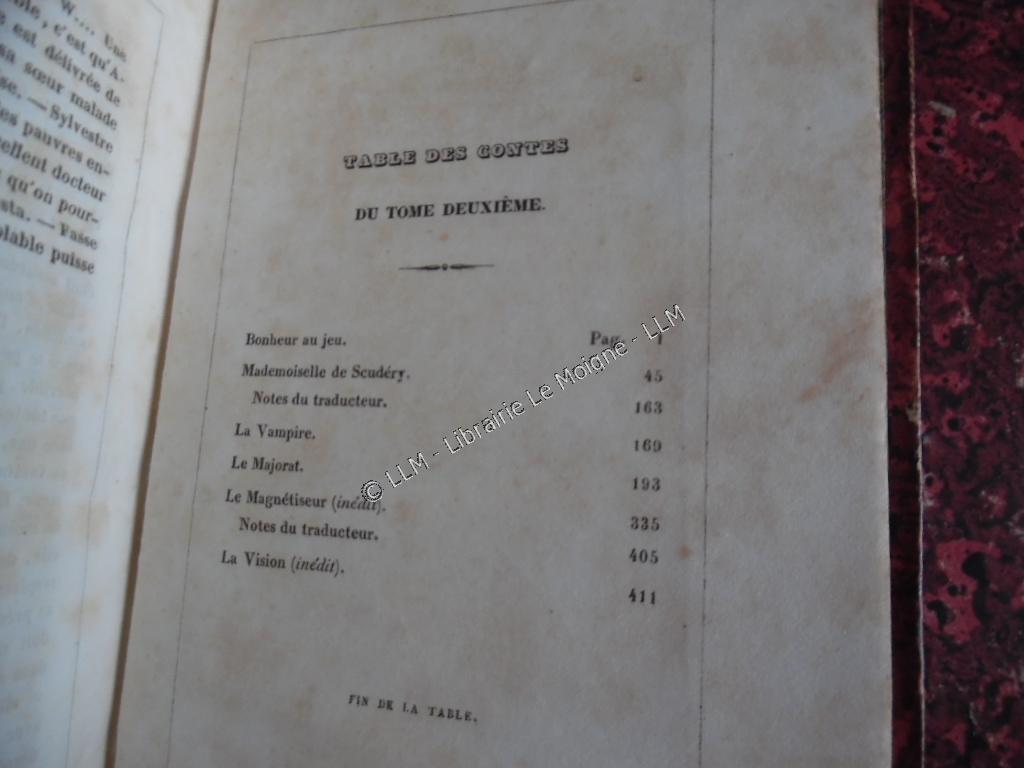 W.... Une
ble, c'est qu'A-
est délivrée de
sa sœur malade
se. — Sylvestre
es pauvres en-
ellent docteur
qu'on pour-
sta. — Fasse
olable puisse
TABLE DES CONTES
DU TOME DEUXIÈME.
Bonheur au jeu. Pag. 1
Mademoiselle de Scudéry. 45
Notes du traducteur. 163
La Vampire. 169
Le Majorat. 193
Le Magnétiseur (inédit). 335
Notes du traducteur. 405
La Vision (inédit). 411
FIN DE LA TABLE.
© LLM - Librairie Le Moigne - LLM